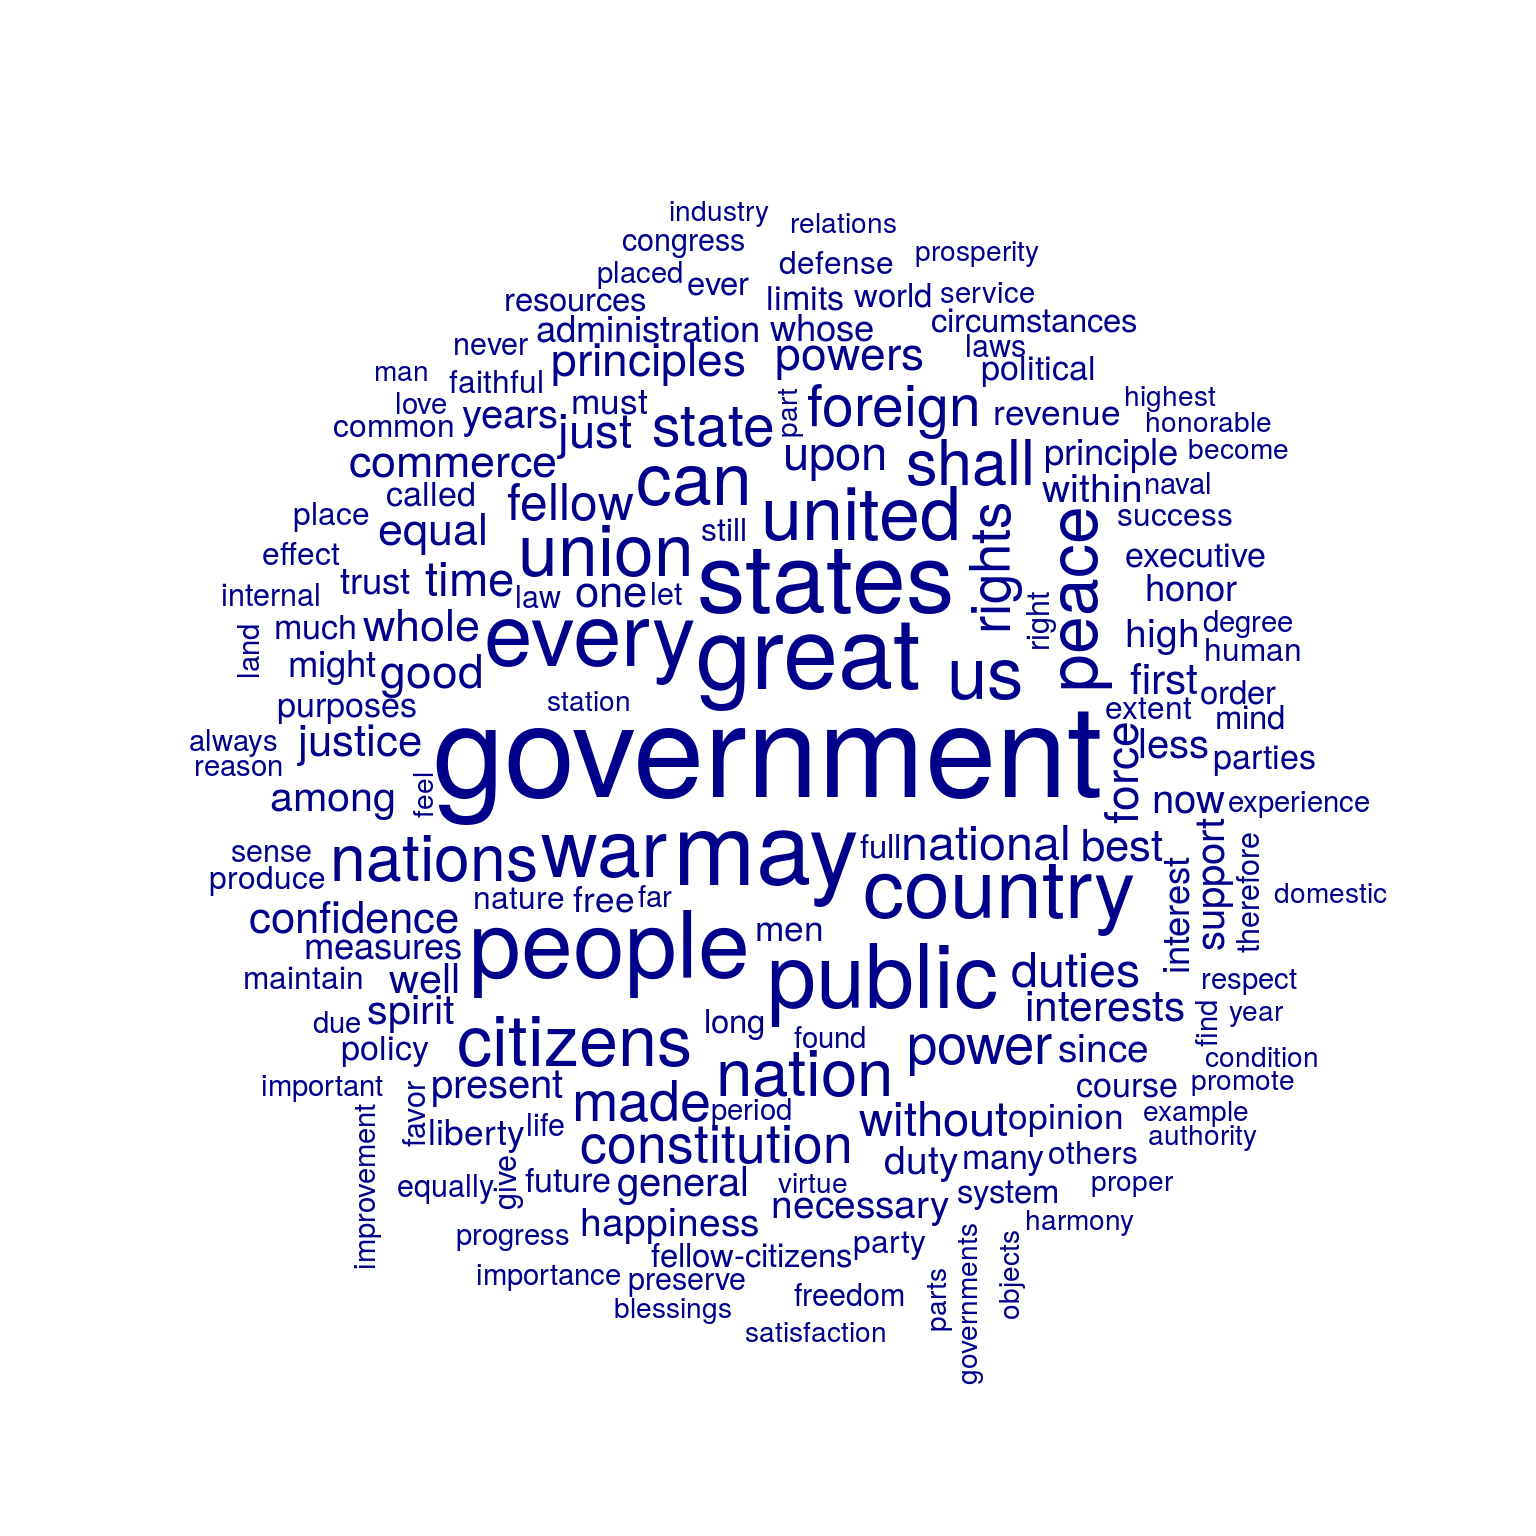 industry
relations
congress
prosperity
placed
defense
ever
resources
limits
world
service
administration
whose
circumstances
never
principles
powers
laws
man
faithful
political
love
years
must
part
foreign
revenue
highest
common
just
state
honorable
commerce
upon
shall
principle
become
called
fellow
can
within
naval
place
equal
united
rights
success
effect
union
still
peace
executive
internal
trust
time
law
one
let
states
honor
land
much
whole
every
great
right
high
degree
human
might
good
us
first
order
purposes
station
extent
mind
always
justice
government
force
less
parties
reason
among
feel
now
experience
sense
nations
war
may
full
national
best
support
therefore
produce
nature
free
far
country
interest
domestic
confidence
measures
people
men
maintain
well
public
duties
respect
due
spirit
citizens
long
interests
find
year
policy
found
power
since
condition
important
favor
present
nation
course
promote
made
period
improvement
liberty
life
constitution
without
opinion
example
authority
duty
many
others
equally
give
future
general
virtue
necessary
system
proper
progress
happiness
harmony
fellow-citizens
party
importance
preserve
freedom
parts
governments
objects
blessings
satisfaction